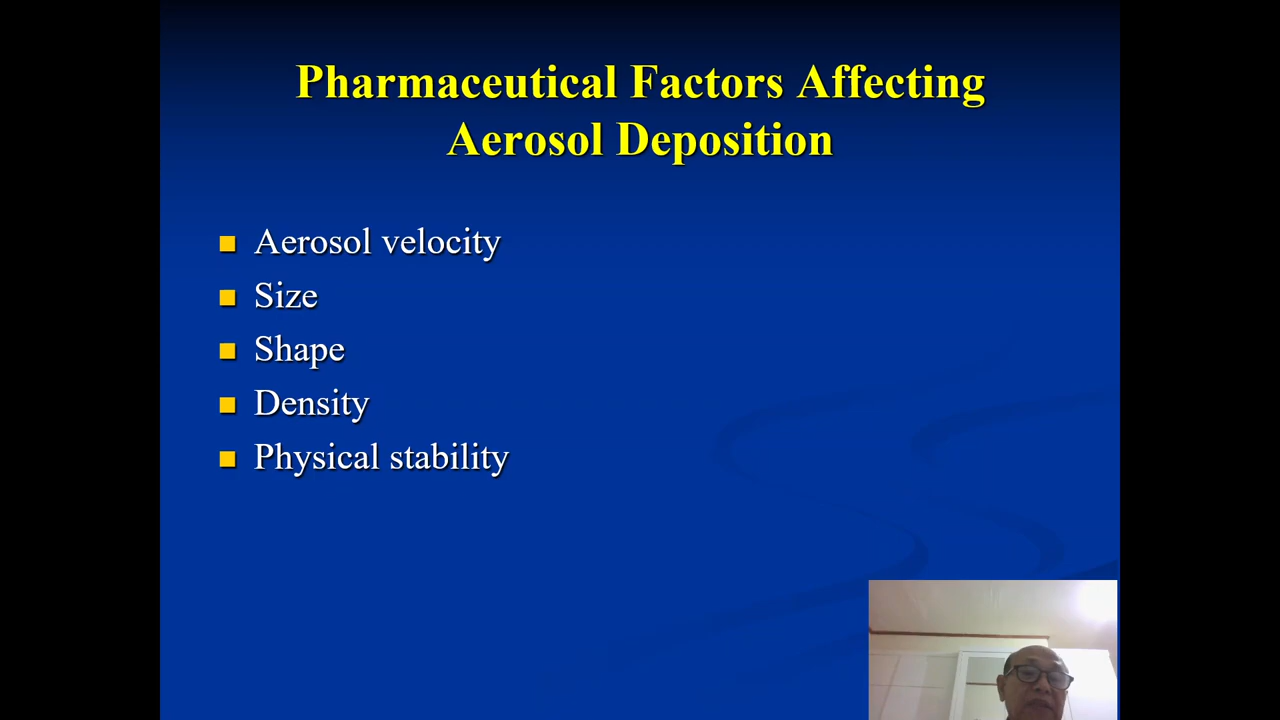 Pharmaceutical Factors Affecting
Aerosol Deposition
Aerosol velocity
Size
Shape
Density
Physical stability